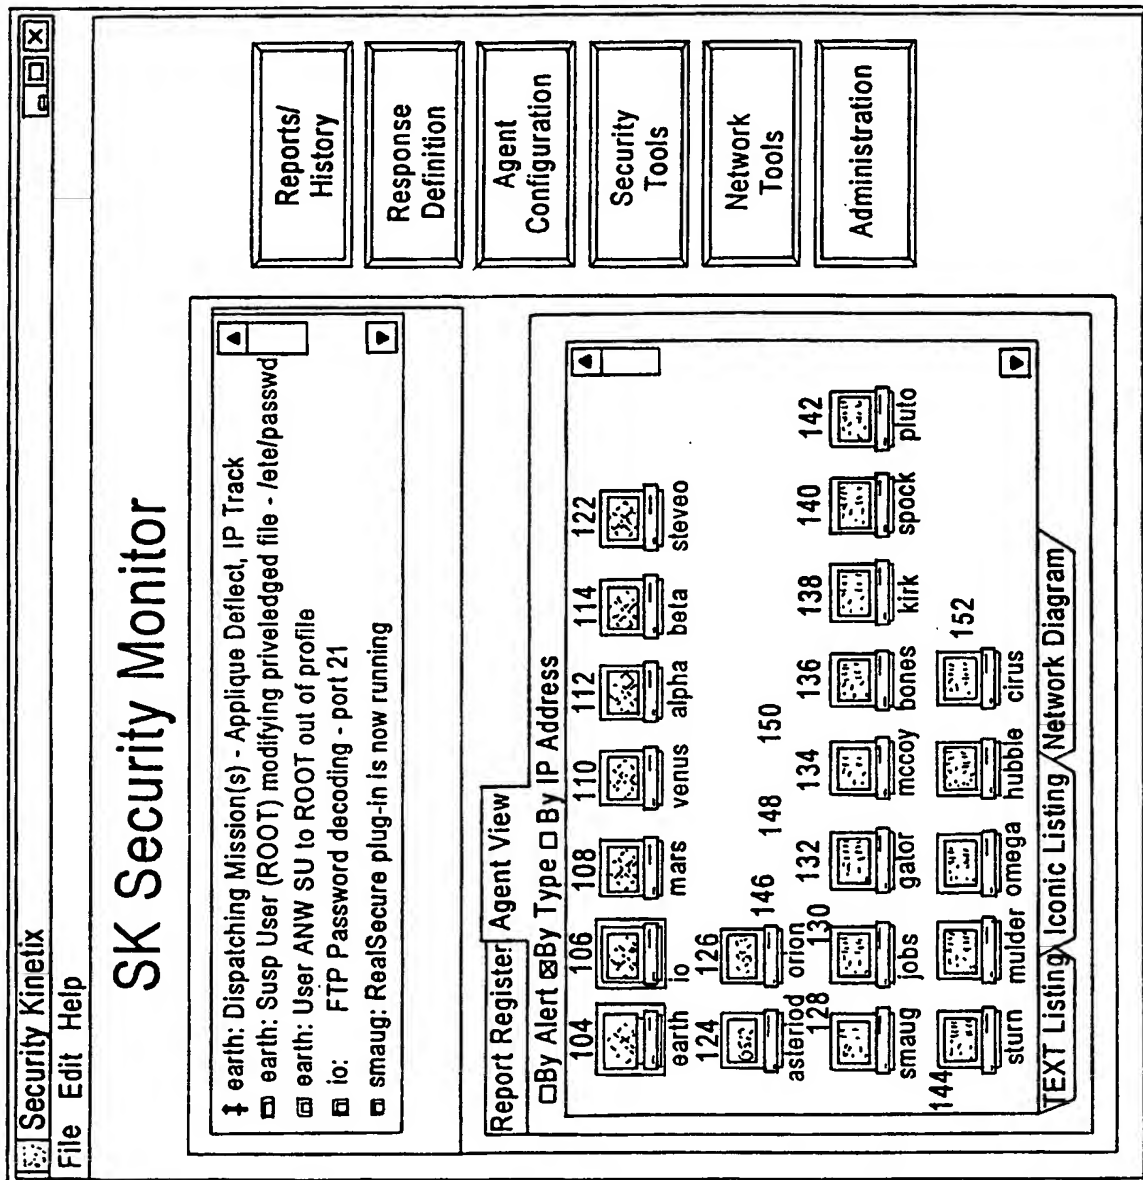 Security Kinetix
File Edit Help
SK Security Monitor
earth: Dispatching Mission(s) - Applique Deflect, IP Track
earth: Susp User (ROOT) modifying priveledged file - /ete/passwd
earth: User ANW SU to ROOT out of profile
io: FTP Password decoding - port 21
smaug: RealSecure plug-in is now running
Reports/
History
Response
Definition
Agent
Configuration
Security
Tools
Network
Tools
Administration
Report Register Agent View
By Alert By Type By IP Address
104 106 108 110 112 114 122
earth io mars venus alpha beta steveo
124 126 146 148 150
asteriod orion
128 130 132 134 136 138 140 142
smaug jobs gator mccoy bones kirk spock pluto
144 152
sturn mulder omega hubble cirus
TEXT Listing Iconic Listing Network Diagram